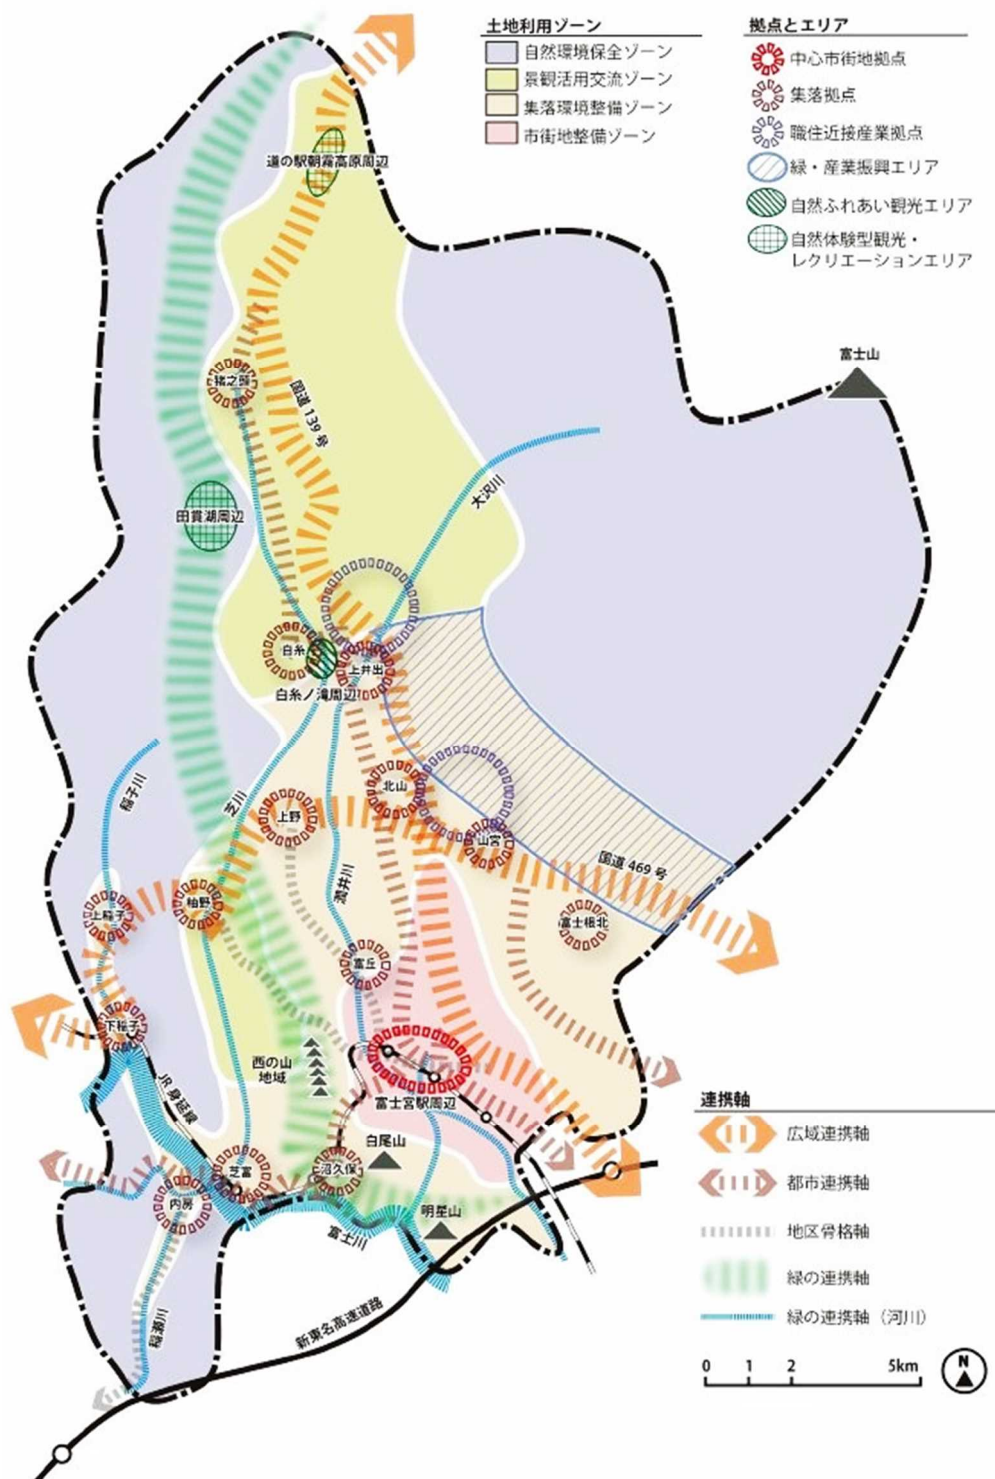 土地利用ゾーン
自然環境保全ゾーン
景観活用交流ゾーン
集落環境整備ゾーン
市街地整備ゾーン
拠点とエリア
中心市街地拠点
集落拠点
職住近接産業拠点
緑・産業振興エリア
自然ふれあい観光エリア
自然体験型観光・
レクリエーションエリア
道の駅朝霧高原周辺
富士山
猪之頭
国道139号
大沢川
田貫湖周辺
白糸
上井出
白糸ノ滝周辺
稲子川
芝川
北山
上野
山宮
国道469号
潤井川
柚野
上稲子
富士根北
富丘
下稲子
西の山
地域
JR身延線
富士宮駅周辺
白尾山
芝富
沼久保
内房
明星山
富士川
稲瀬川
新東名高速道路
連携軸
広域連携軸
都市連携軸
地区骨格軸
緑の連携軸
緑の連携軸（河川）
0 1 2 5km
N